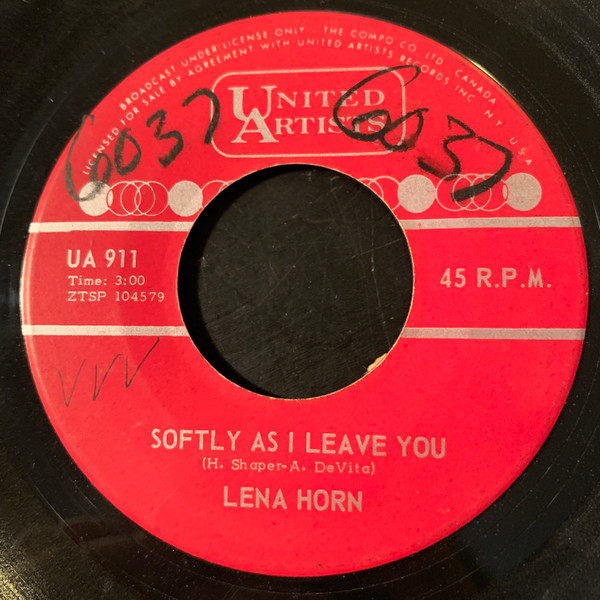 BROADCAST UNDER LICENSE ONLY - THE COMPO CO. LTD. CANADA
LICENSED FOR SALE BY AGREEMENT WITH UNITED ARTISTS RECORDS INC. N.Y. U.S.A
UNITED
ARTISTS
6037
6037
UA 911
Time: 3:00
ZTSP 104579
45 R.P.M.
VVV
SOFTLY AS I LEAVE YOU
(H. Shaper-A. DeVita)
LENA HORN